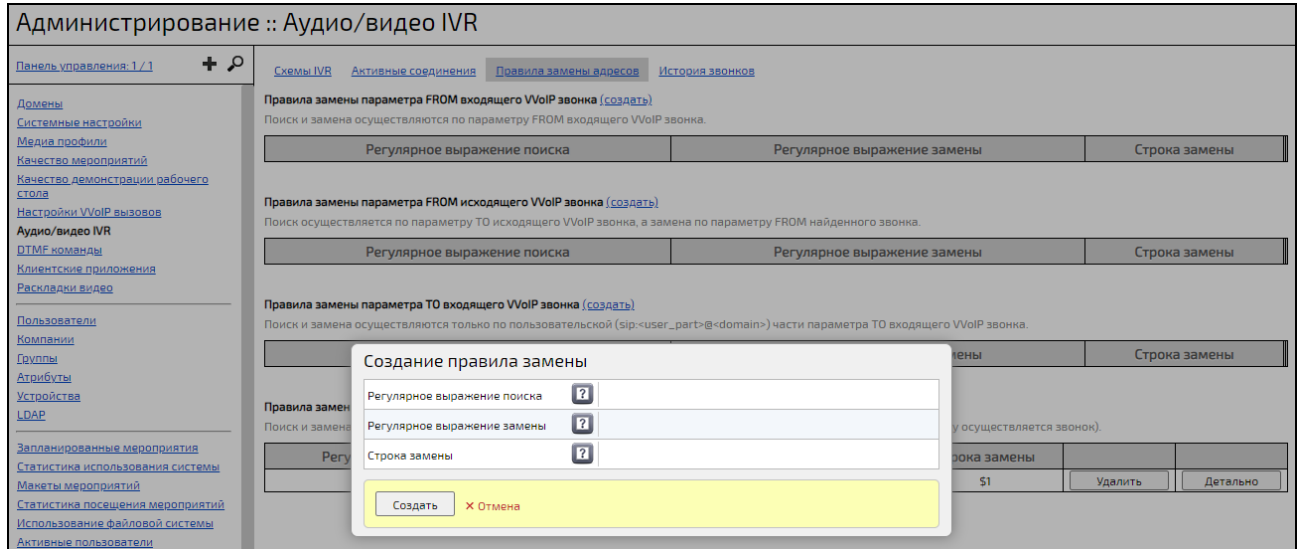 Администрирование :: Аудио/видео IVR
Панель управления: 1 / 1
Схемы IVR Активные соединения Правила замены адресов История звонков
Домены
Системные настройки
Медиа профили
Качество мероприятий
Качество демонстрации рабочего
стола
Настройки VVoIP вызовов
Аудио/видео IVR
DTMF команды
Клиентские приложения
Раскладки видео
Пользователи
Компании
Группы
Атрибуты
Устройства
LDAP
Запланированные мероприятия
Статистика использования системы
Макеты мероприятий
Статистика посещения мероприятий
Использование файловой системы
Активные пользователи
Правила замены параметра FROM входящего VVoIP звонка (создать)
Поиск и замена осуществляются по параметру FROM входящего VVoIP звонка.
Регулярное выражение поиска Регулярное выражение замены Строка замены
Правила замены параметра FROM исходящего VVoIP звонка (создать)
Поиск осуществляется по параметру TO исходящего VVoIP звонка, а замена по параметру FROM найденного звонка.
Регулярное выражение поиска Регулярное выражение замены Строка замены
Правила замены параметра TO входящего VVoIP звонка (создать)
Поиск и замена осуществляются только по пользовательской (sip:<user_part>@<domain>) части параметра TO входящего VVoIP звонка.
Строка замены
Правила замен
Поиск и замена у осуществляется звонок).
$1 Удалить Детально
Создание правила замены
Регулярное выражение поиска ?
Регулярное выражение замены ?
Строка замены ?
Создать × Отмена